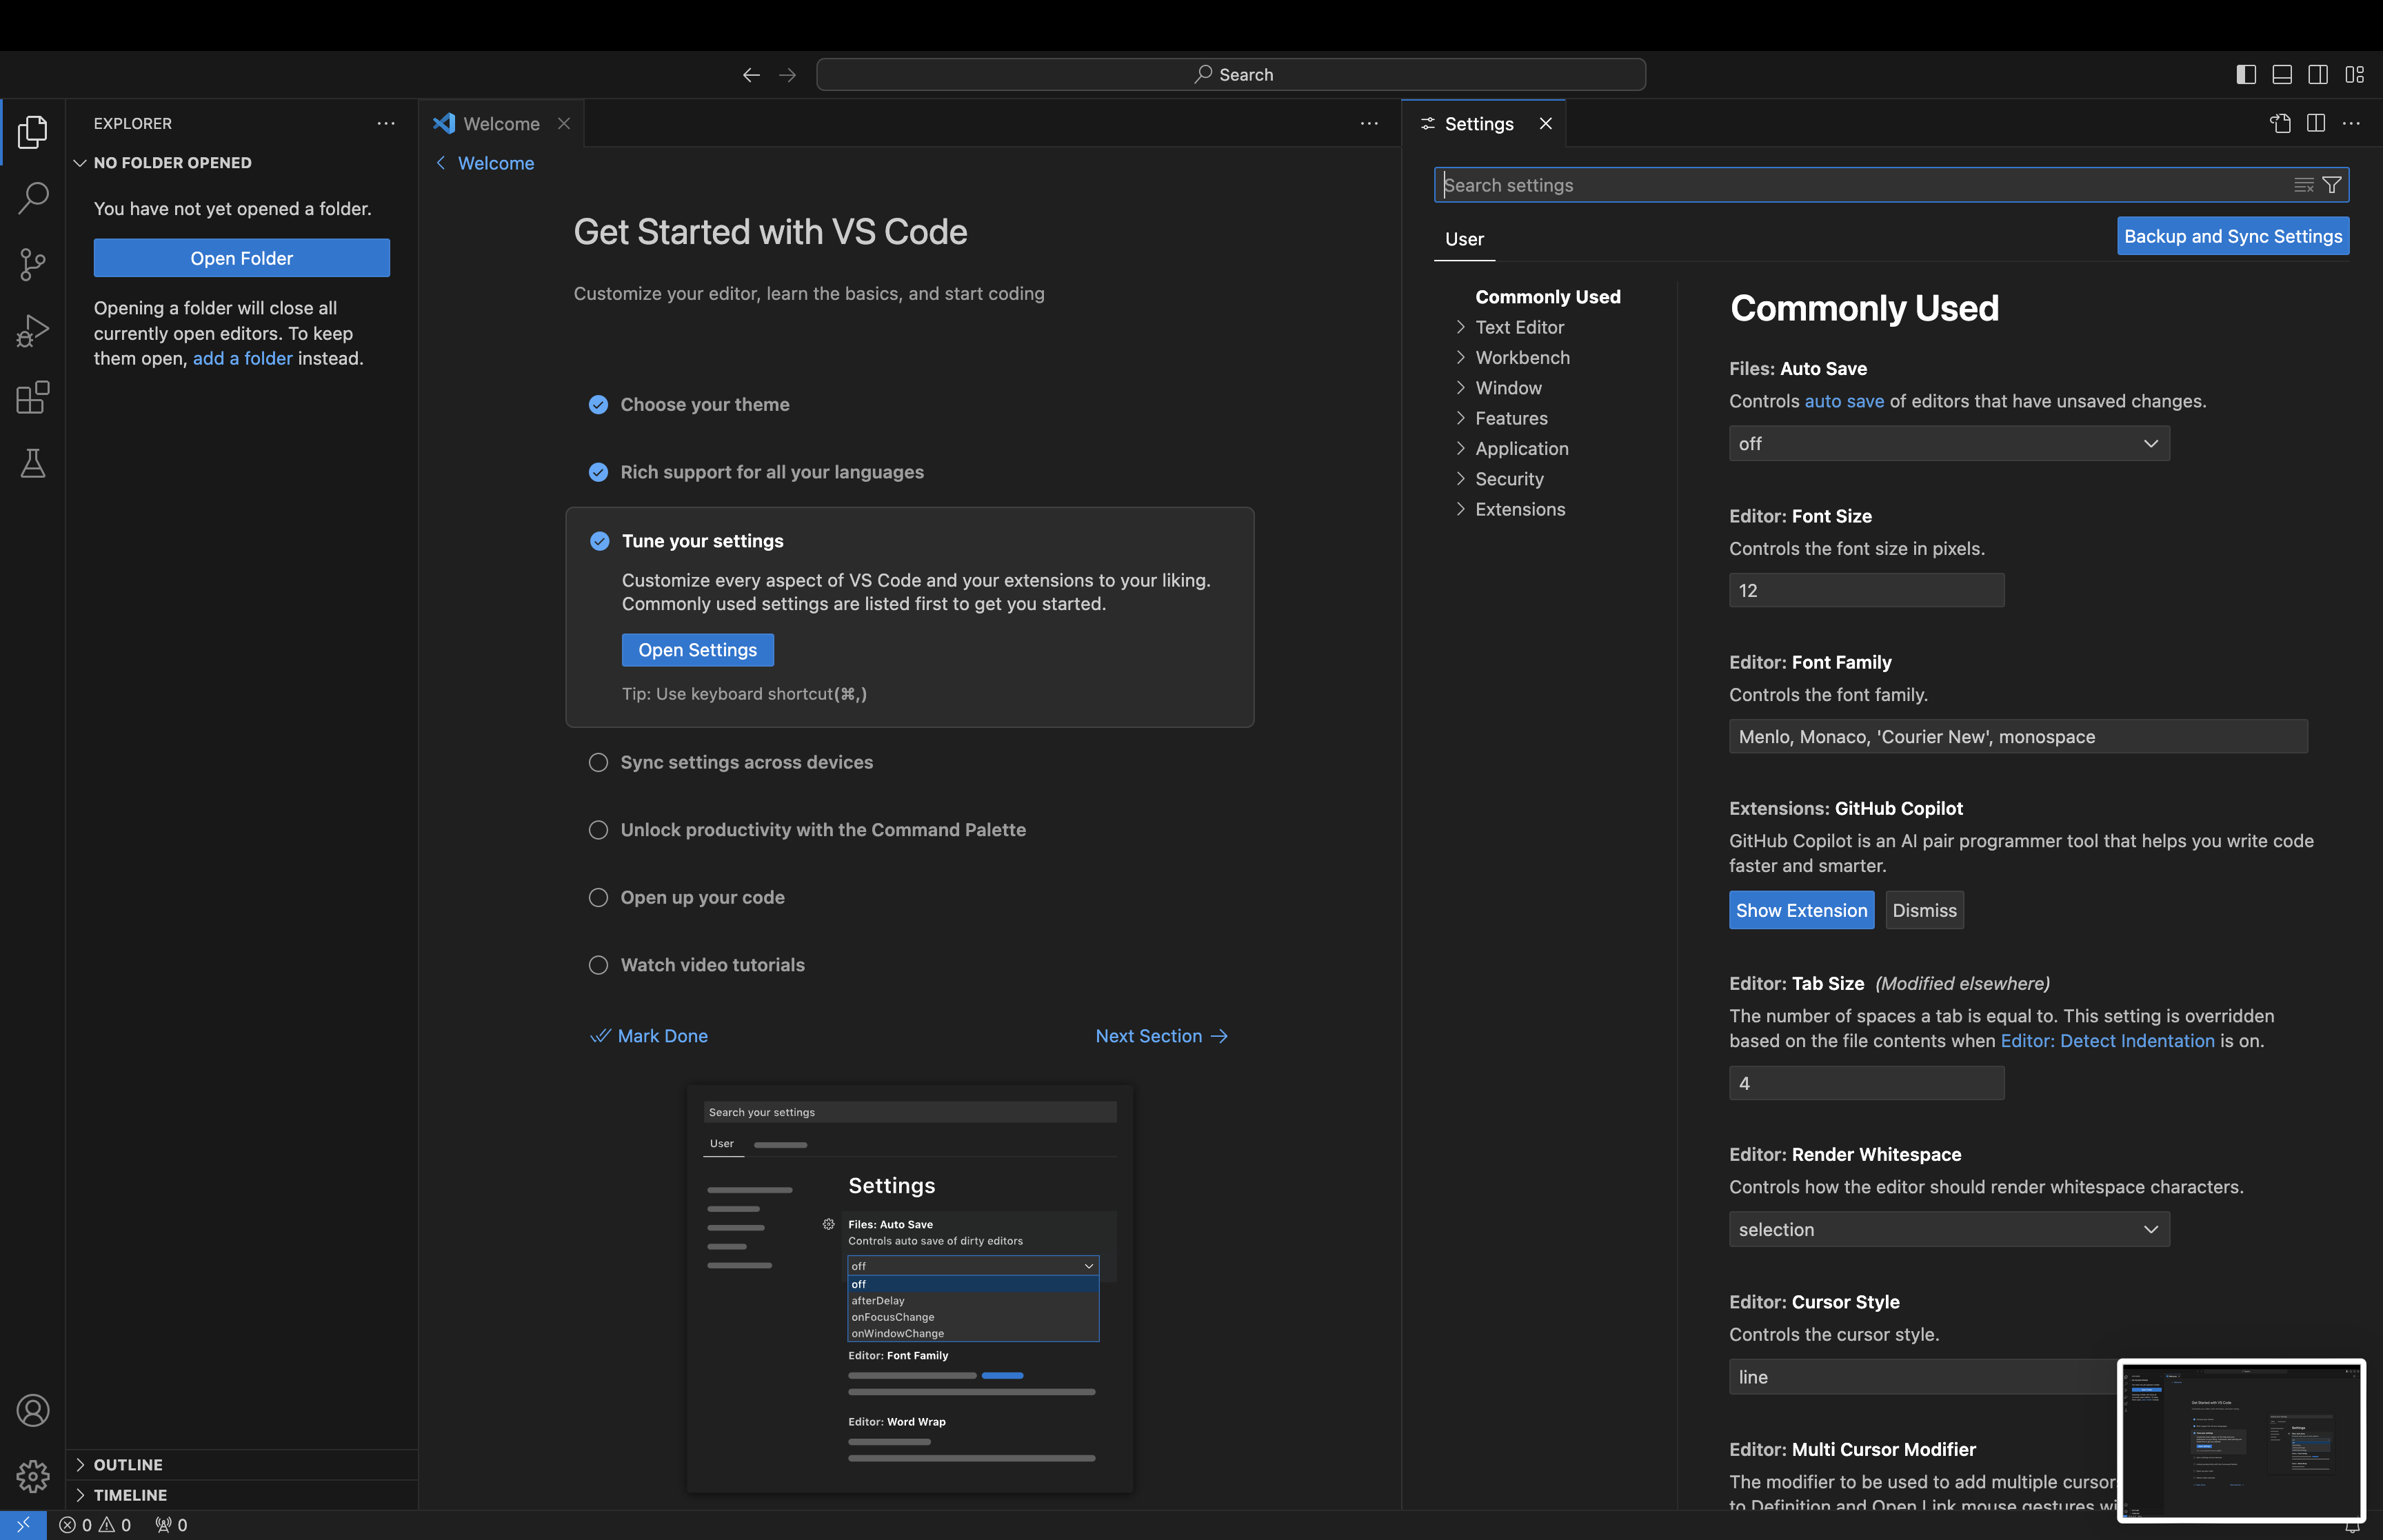 Search
EXPLORER
NO FOLDER OPENED
You have not yet opened a folder.
Open Folder
Opening a folder will close all
currently open editors. To keep
them open, add a folder instead.
OUTLINE
TIMELINE
Welcome
Welcome
Get Started with VS Code
Customize your editor, learn the basics, and start coding
Choose your theme
Rich support for all your languages
Tune your settings
Customize every aspect of VS Code and your extensions to your liking.
Commonly used settings are listed first to get you started.
Open Settings
Tip: Use keyboard shortcut(⌘,)
Sync settings across devices
Unlock productivity with the Command Palette
Open up your code
Watch video tutorials
Mark Done
Next Section
Search your settings
User
Settings
Files: Auto Save
Controls auto save of dirty editors
off
off
afterDelay
onFocusChange
onWindowChange
Editor: Font Family
Editor: Word Wrap
Settings
Search settings
User
Backup and Sync Settings
Commonly Used
Text Editor
Workbench
Window
Features
Application
Security
Extensions
Commonly Used
Files: Auto Save
Controls auto save of editors that have unsaved changes.
off
Editor: Font Size
Controls the font size in pixels.
12
Editor: Font Family
Controls the font family.
Menlo, Monaco, 'Courier New', monospace
Extensions: GitHub Copilot
GitHub Copilot is an AI pair programmer tool that helps you write code
faster and smarter.
Show Extension
Dismiss
Editor: Tab Size (Modified elsewhere)
The number of spaces a tab is equal to. This setting is overridden
based on the file contents when Editor: Detect Indentation is on.
4
Editor: Render Whitespace
Controls how the editor should render whitespace characters.
selection
Editor: Cursor Style
Controls the cursor style.
line
Editor: Multi Cursor Modifier
The modifier to be used to add multiple cursor
to Definition and Open Link mouse gestures wi
0 0 0